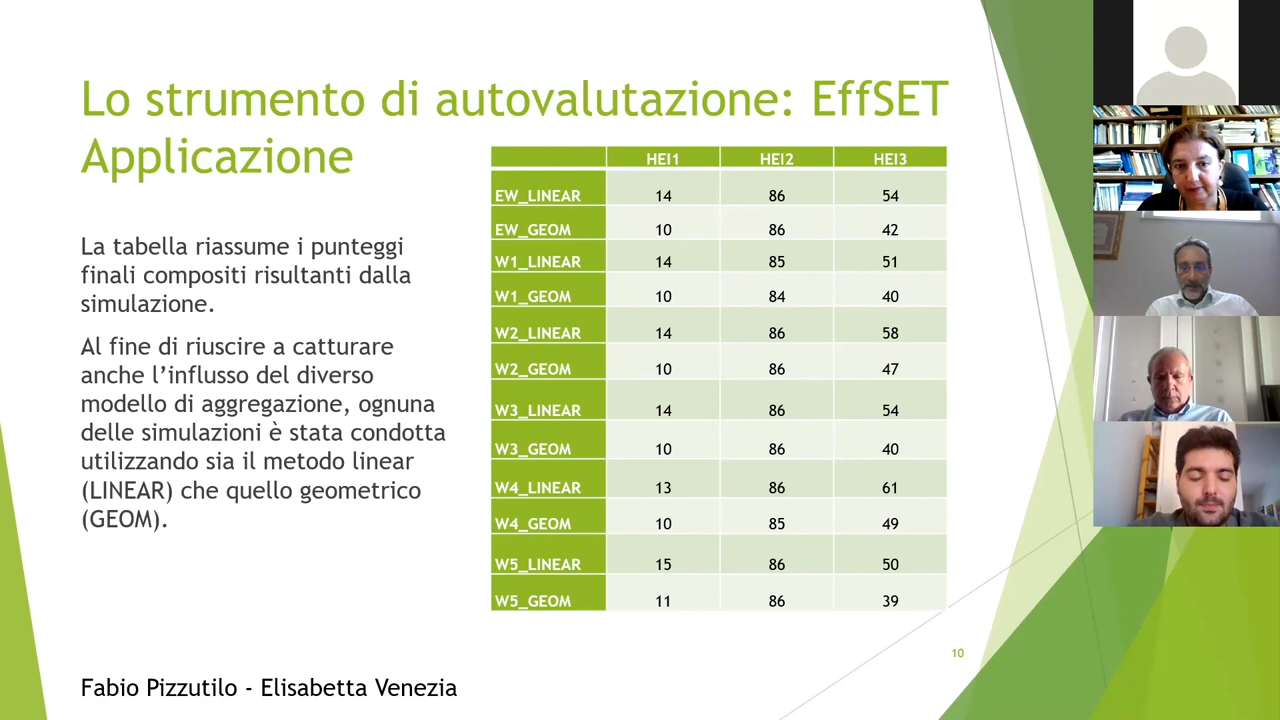 Lo strumento di autovalutazione: EffSET
Applicazione
La tabella riassume i punteggi
finali compositi risultanti dalla
simulazione.
Al fine di riuscire a catturare
anche l’influsso del diverso
modello di aggregazione, ognuna
delle simulazioni è stata condotta
utilizzando sia il metodo linear
(LINEAR) che quello geometrico
(GEOM).
HEI1 HEI2 HEI3
EW_LINEAR 14 86 54
EW_GEOM 10 86 42
W1_LINEAR 14 85 51
W1_GEOM 10 84 40
W2_LINEAR 14 86 58
W2_GEOM 10 86 47
W3_LINEAR 14 86 54
W3_GEOM 10 86 40
W4_LINEAR 13 86 61
W4_GEOM 10 85 49
W5_LINEAR 15 86 50
W5_GEOM 11 86 39
10
Fabio Pizzutilo - Elisabetta Venezia